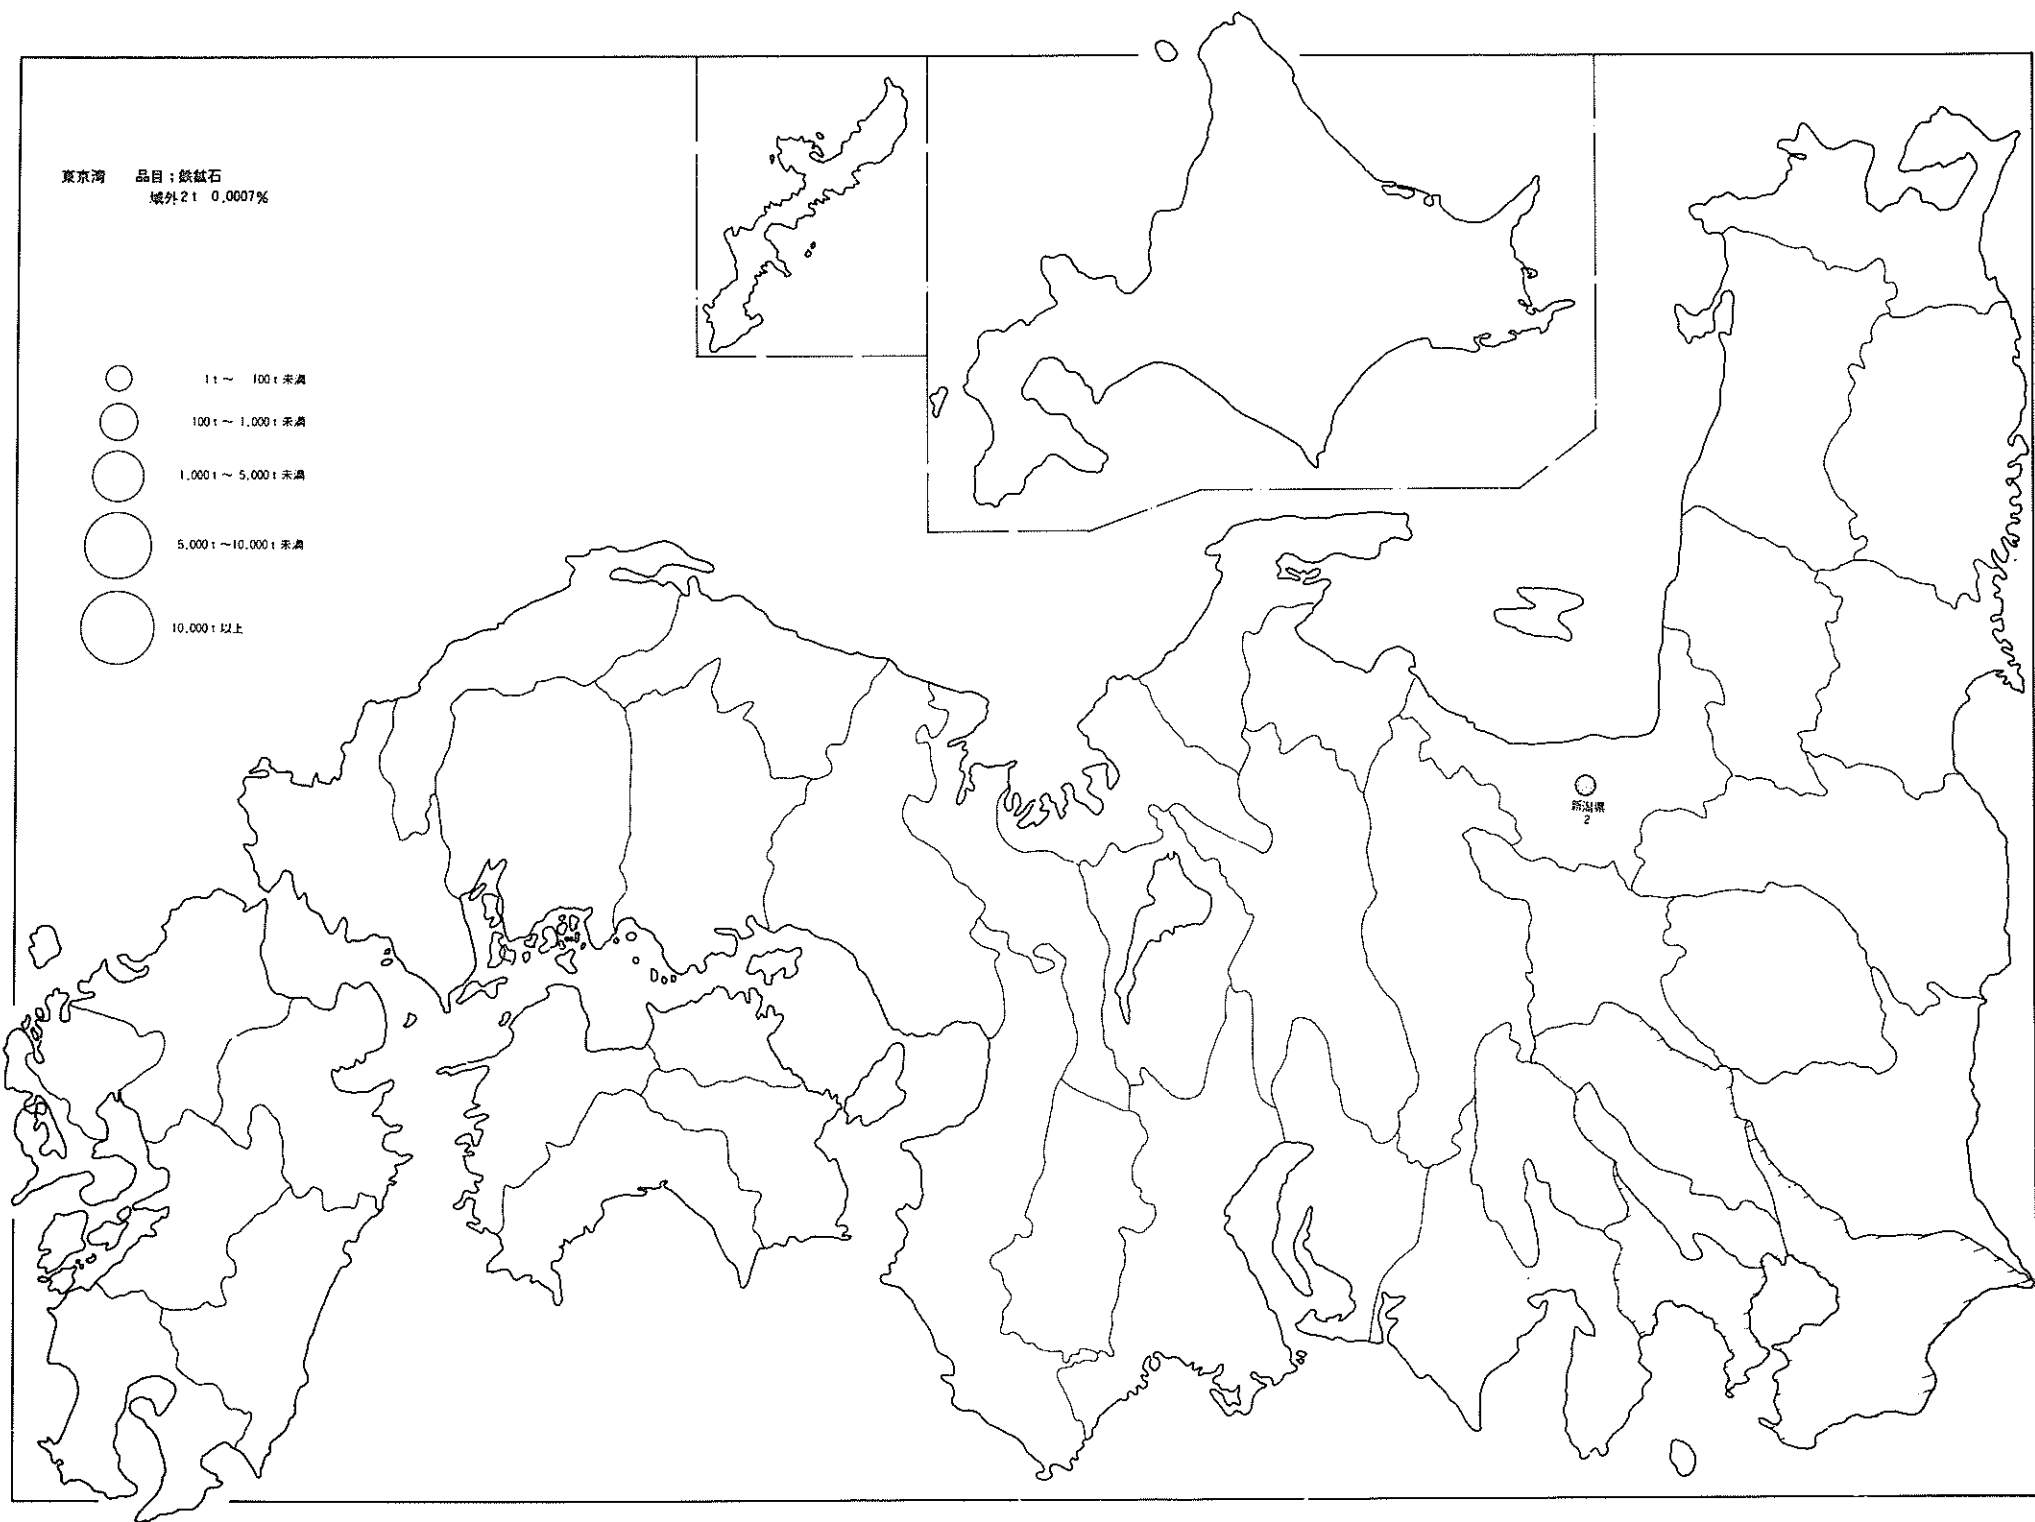 東京湾 品目;鉄鉱石
域外2t 0.0007%
1t～ 100t未満
100t～ 1,000t未満
1,000t～ 5,000t未満
5,000t～10,000t未満
10,000t以上
新潟県
2